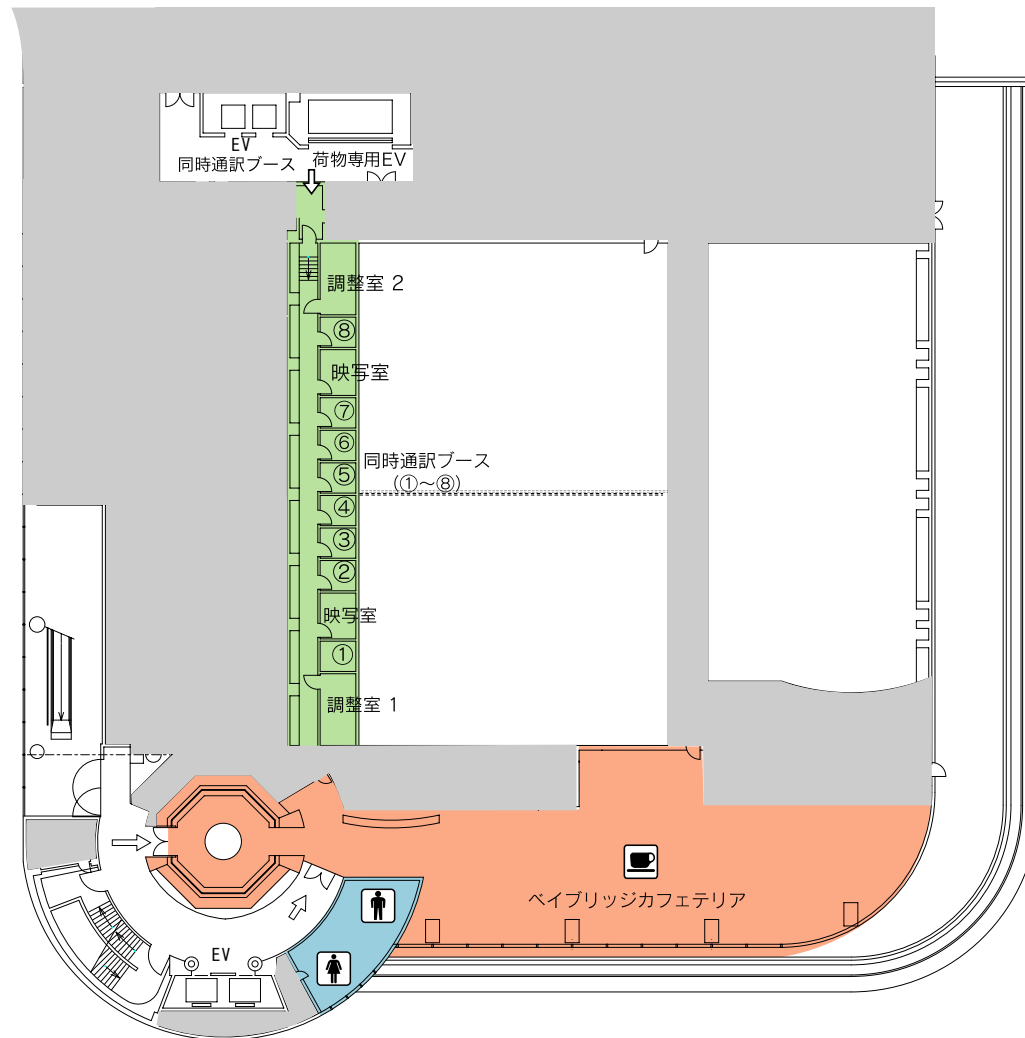 EV
同時通訳ブース
荷物専用EV
調整室 2
⑧
映写室
⑦
⑥
⑤
同時通訳ブース
(①～⑧)
④
③
②
映写室
①
調整室 1
ベイブリッジカフェテリア
EV